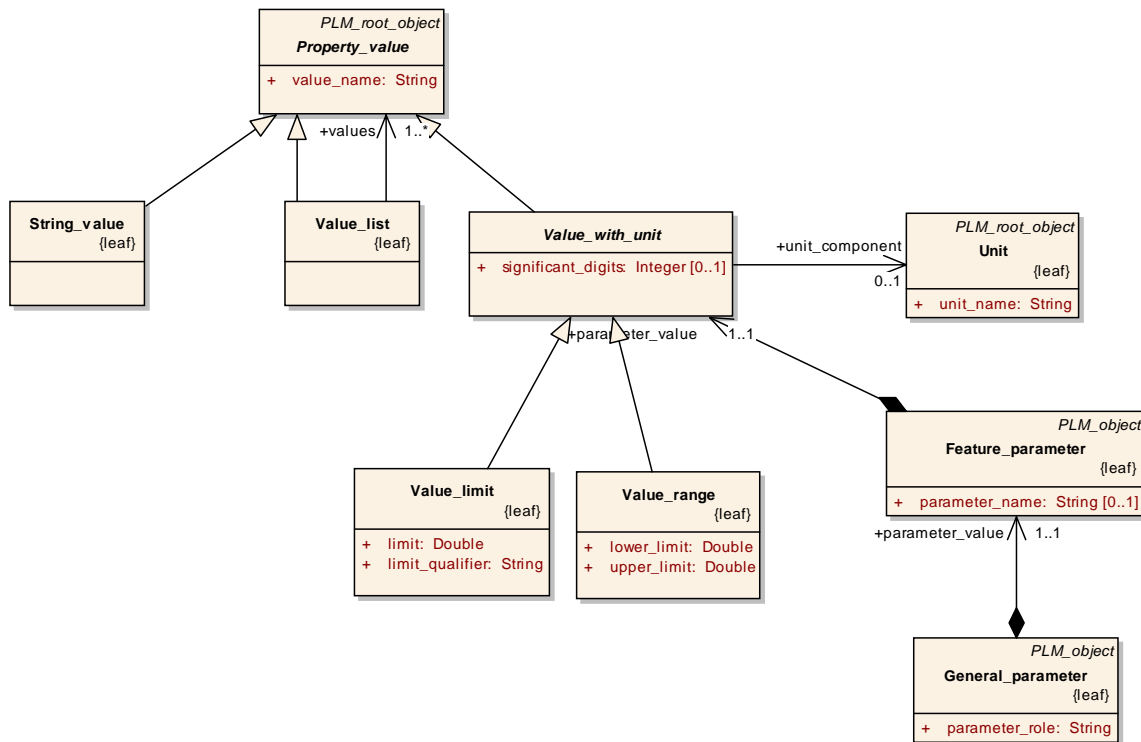 PLM_root_object
Property_value
+ value_name: String
+values 1..*
String_value
{leaf}
Value_list
{leaf}
Value_with_unit
+ significant_digits: Integer [0..1]
+unit_component
0..1
PLM_root_object
Unit
{leaf}
+ unit_name: String
+parameter_value 1..1
PLM_object
Feature_parameter
{leaf}
+ parameter_name: String [0..1]
Value_limit
{leaf}
+ limit: Double
+ limit_qualifier: String
Value_range
{leaf}
+ lower_limit: Double
+ upper_limit: Double
+parameter_value 1..1
PLM_object
General_parameter
{leaf}
+ parameter_role: String